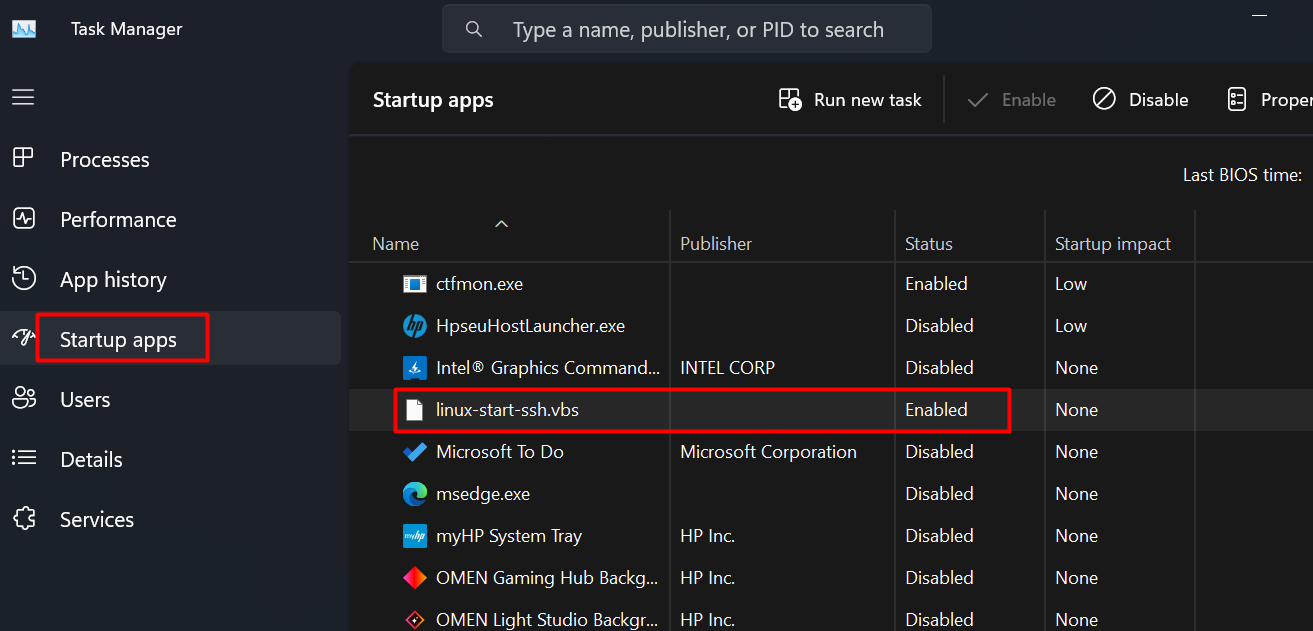 Task Manager
Type a name, publisher, or PID to search
Processes
Performance
App history
Startup apps
Users
Details
Services
Startup apps
Run new task
Enable
Disable
Proper
Last BIOS time:
Name Publisher Status Startup impact
ctfmon.exe Enabled Low
HpseuHostLauncher.exe Disabled Low
Intel® Graphics Command... INTEL CORP Disabled None
linux-start-ssh.vbs Enabled None
Microsoft To Do Microsoft Corporation Disabled None
msedge.exe Disabled None
myHP System Tray HP Inc. Disabled None
OMEN Gaming Hub Backg... HP Inc. Disabled None
OMEN Light Studio Backgr... HP Inc. Disabled None